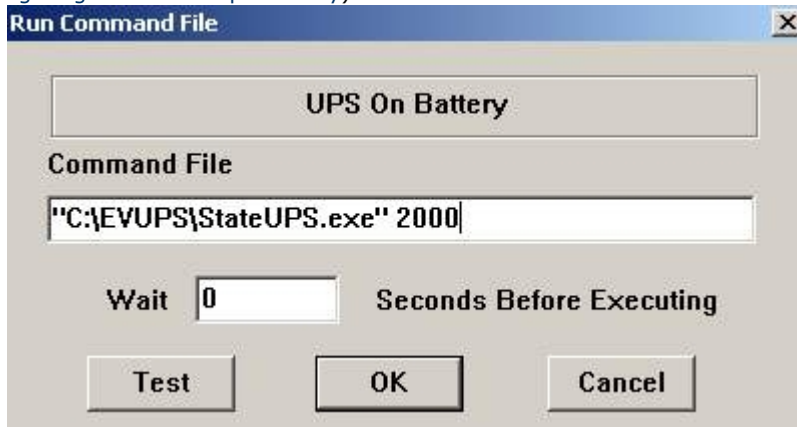 Run Command File
UPS On Battery
Command File
"C:\EVUPS\StateUPS.exe" 2000
Wait 0 Seconds Before Executing
Test OK Cancel